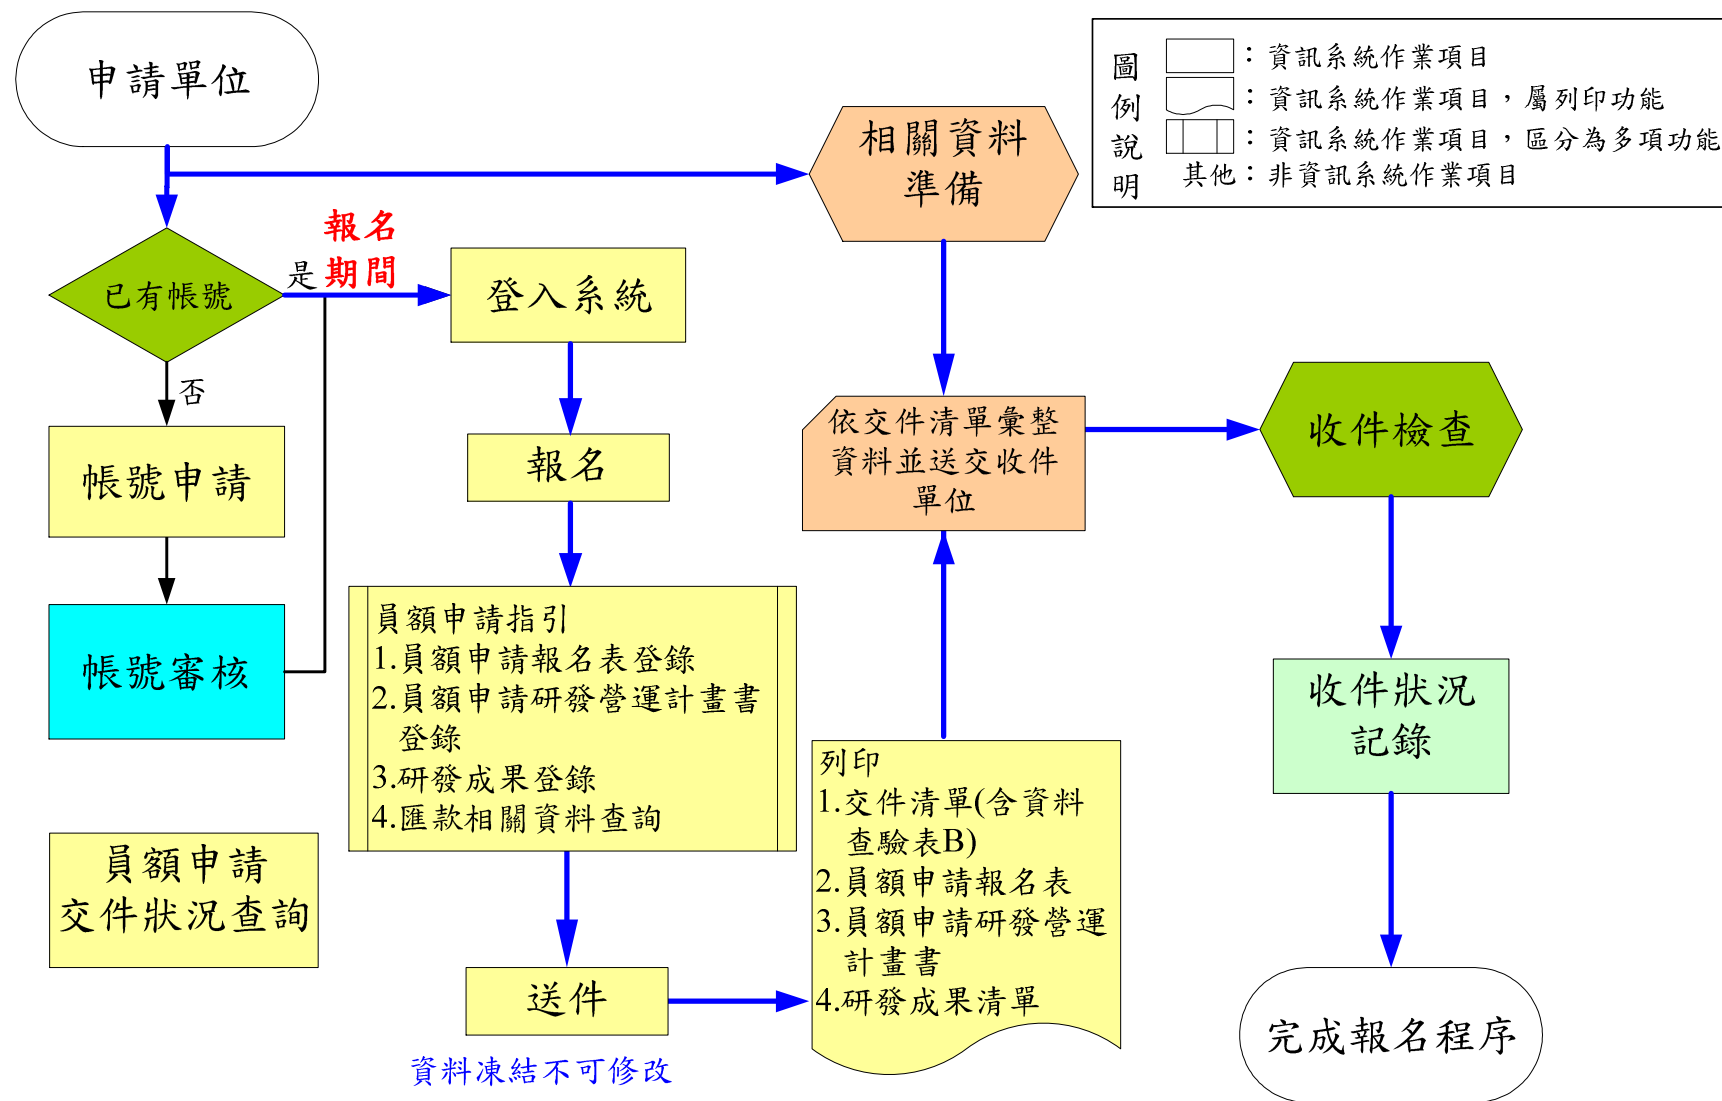 申請單位
圖例說明
：資訊系統作業項目
：資訊系統作業項目，屬列印功能
：資訊系統作業項目，區分為多項功能
其他：非資訊系統作業項目
相關資料
準備
已有帳號
是
報名
期間
登入系統
否
帳號申請
帳號審核
報名
員額申請指引
1.員額申請報名表登錄
2.員額申請研發營運計畫書
登錄
3.研發成果登錄
4.匯款相關資料查詢
員額申請
交件狀況查詢
送件
資料凍結不可修改
依交件清單彙整
資料並送交收件
單位
列印
1.交件清單(含資料
查驗表B)
2.員額申請報名表
3.員額申請研發營運
計畫書
4.研發成果清單
收件檢查
收件狀況
記錄
完成報名程序